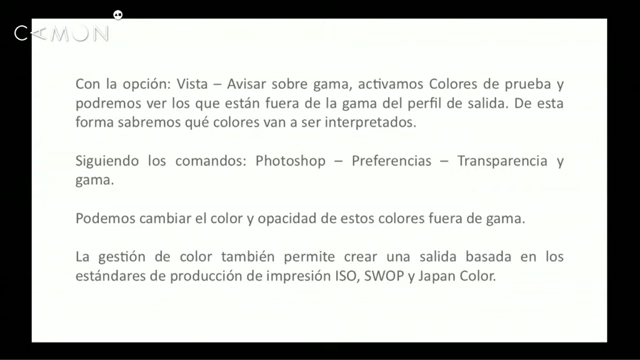 CAMON
Con la opción: Vista – Avisar sobre gama, activamos Colores de prueba y
podremos ver los que están fuera de la gama del perfil de salida. De esta
forma sabremos qué colores van a ser interpretados.
Siguiendo los comandos: Photoshop – Preferencias – Transparencia y
gama.
Podemos cambiar el color y opacidad de estos colores fuera de gama.
La gestión de color también permite crear una salida basada en los
estándares de producción de impresión ISO, SWOP y Japan Color.